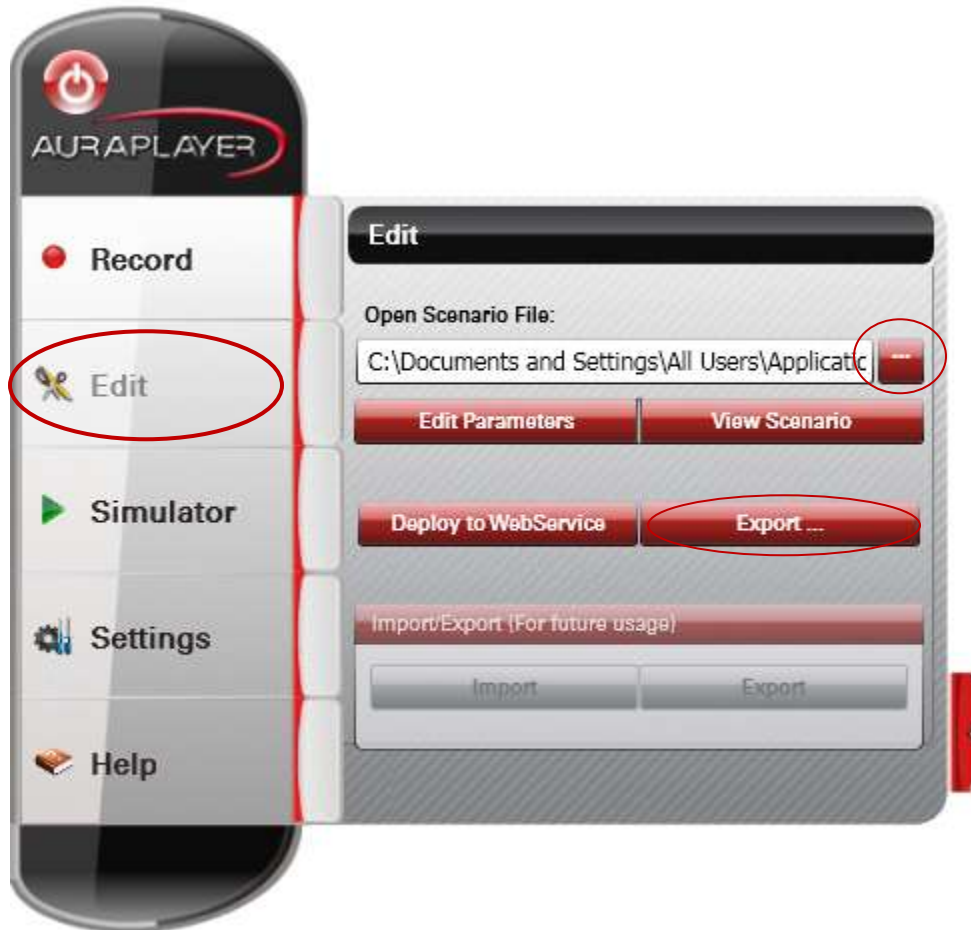 AURAPLAYER
Record
Edit
Simulator
Settings
Help
Edit
Open Scenario File:
C:\Documents and Settings\All Users\Applicatic
...
Edit Parameters
View Scenario
Deploy to WebService
Export ...
Import/Export (For future usage)
Import
Export